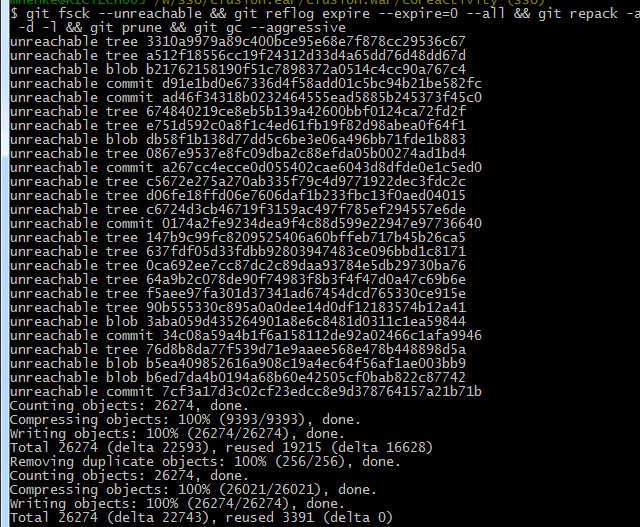 $ git fsck --unreachable && git reflog expire --expire=0 --all && git repack -a
-d -l && git prune && git gc --aggressive
unreachable tree 3310a9979a89c400bce95e68e7f878cc29536c67
unreachable tree a512f18556cc19f24312d33d4a65dd76d48dd67d
unreachable blob b21762158190f51c7898372a0514c4cc90a767c4
unreachable commit d91e1bd0e67336d4f58add01c5bc94b21be582fc
unreachable commit ad46f34318b0232464555ead5885b245373f45c0
unreachable tree 674840219ce8eb5b139a42600bbf0124ca72fd2f
unreachable tree e751d592c0a8f1c4ed61fb19f82d98abea0f64f1
unreachable blob db58f1b138d77dd5c6be3e06a496bb71fde1b883
unreachable tree 0867e9537e8fc09dba2c88efda05b00274ad1bd4
unreachable commit a267cc4ecce0d055402cae6043d8dfde0e1c5ed0
unreachable tree c5672e275a270ab335f79c4d9771922dec3fdc2c
unreachable tree d06fe18ffd06e7606daf1b233fbc13f0aed04015
unreachable tree c6724d3cb46719f3159ac497f785ef294557e6de
unreachable commit 0174a2fe9234dea9f4c88d599e22947e97736640
unreachable tree 147b9c99fc8209525406a60bffeb717b45b26ca5
unreachable tree 637fdf05d33fdbb92803947483ce096bbd1c8171
unreachable tree 0ca692ee7cc87dc2c89daa93784e5db29730ba76
unreachable tree 64a9b2c078de90f74983f8b3f4f47d0a47c69b6e
unreachable tree f5aee97fa301d37341ad67454dcd765330ce915e
unreachable tree 90b555330c895a0a0dee14d0df12183574b12a41
unreachable blob 3aba059d435264901a8e6c8481d0311c1ea59844
unreachable commit 34c08a59a4b1f6a158112de92a02466c1afa9946
unreachable tree 76d8b8da77f539d71e9aaee568e478b448898d5a
unreachable blob b5ea409852616a908c19a4ec64f56af1ae003bb9
unreachable blob b6ed7da4b0194a68b60e42505cf0bab822c87742
unreachable commit 7cf3a17d3c02cf23edcc8e9d378764157a21b71b
Counting objects: 26274, done.
Compressing objects: 100% (9393/9393), done.
Writing objects: 100% (26274/26274), done.
Total 26274 (delta 22593), reused 19215 (delta 16628)
Removing duplicate objects: 100% (256/256), done.
Counting objects: 26274, done.
Compressing objects: 100% (26021/26021), done.
Writing objects: 100% (26274/26274), done.
Total 26274 (delta 22743), reused 3391 (delta 0)